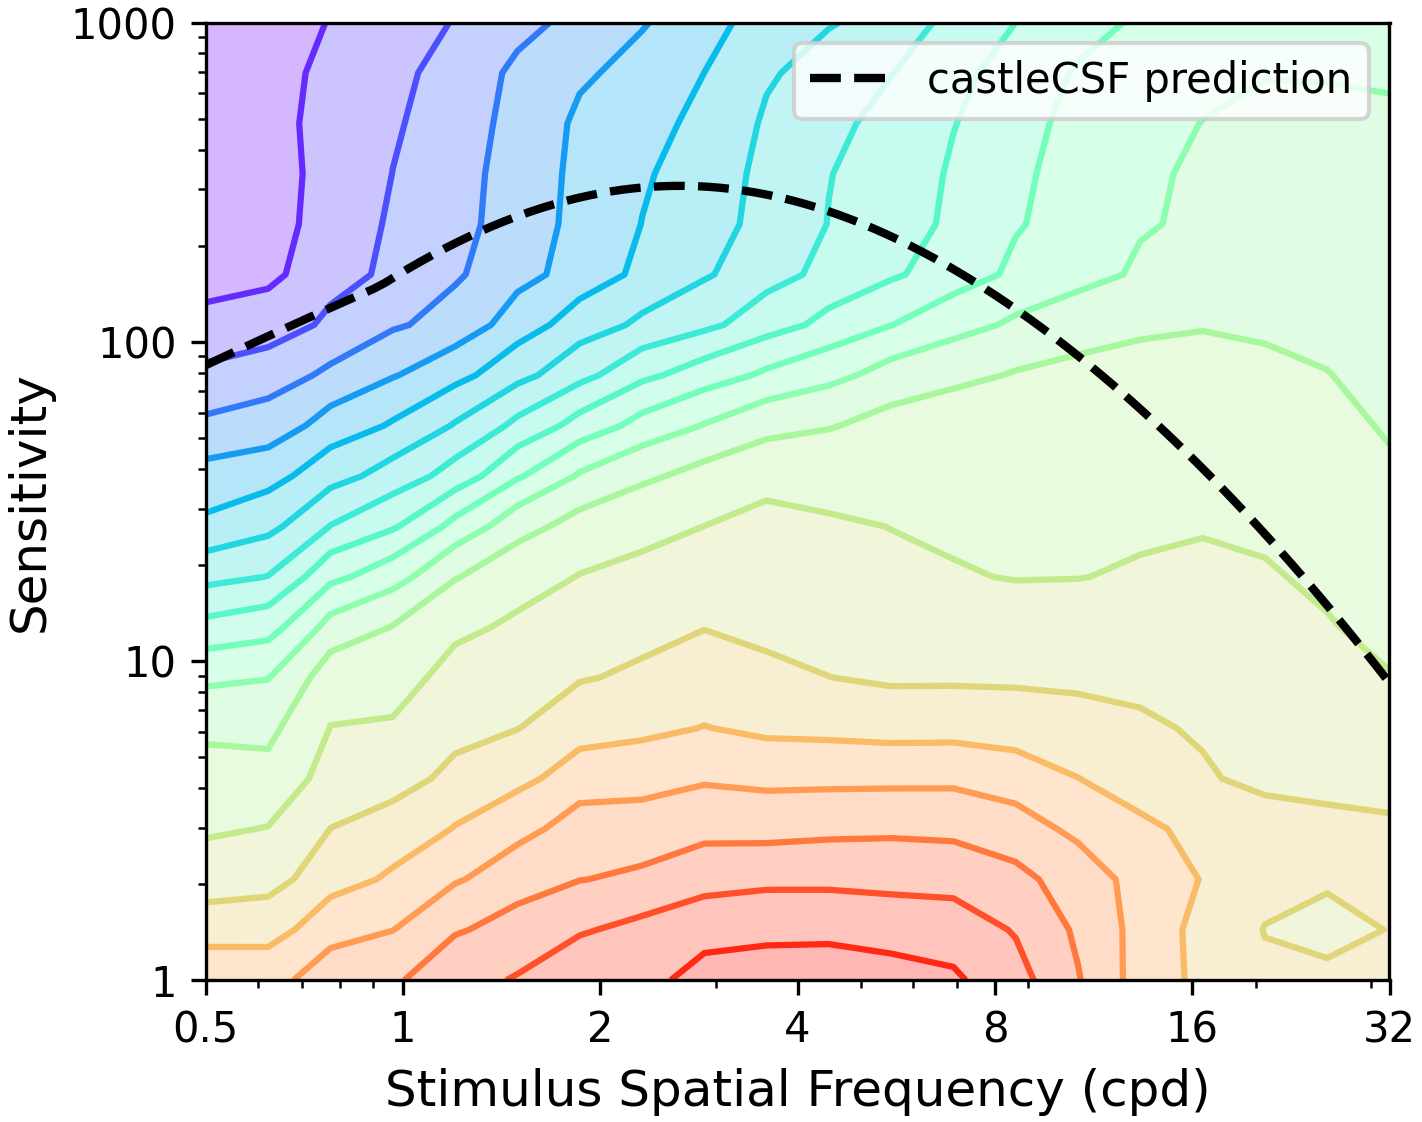 1000
castleCSF prediction
100
Sensitivity
10
1
0.5 1 2 4 8 16 32
Stimulus Spatial Frequency (cpd)